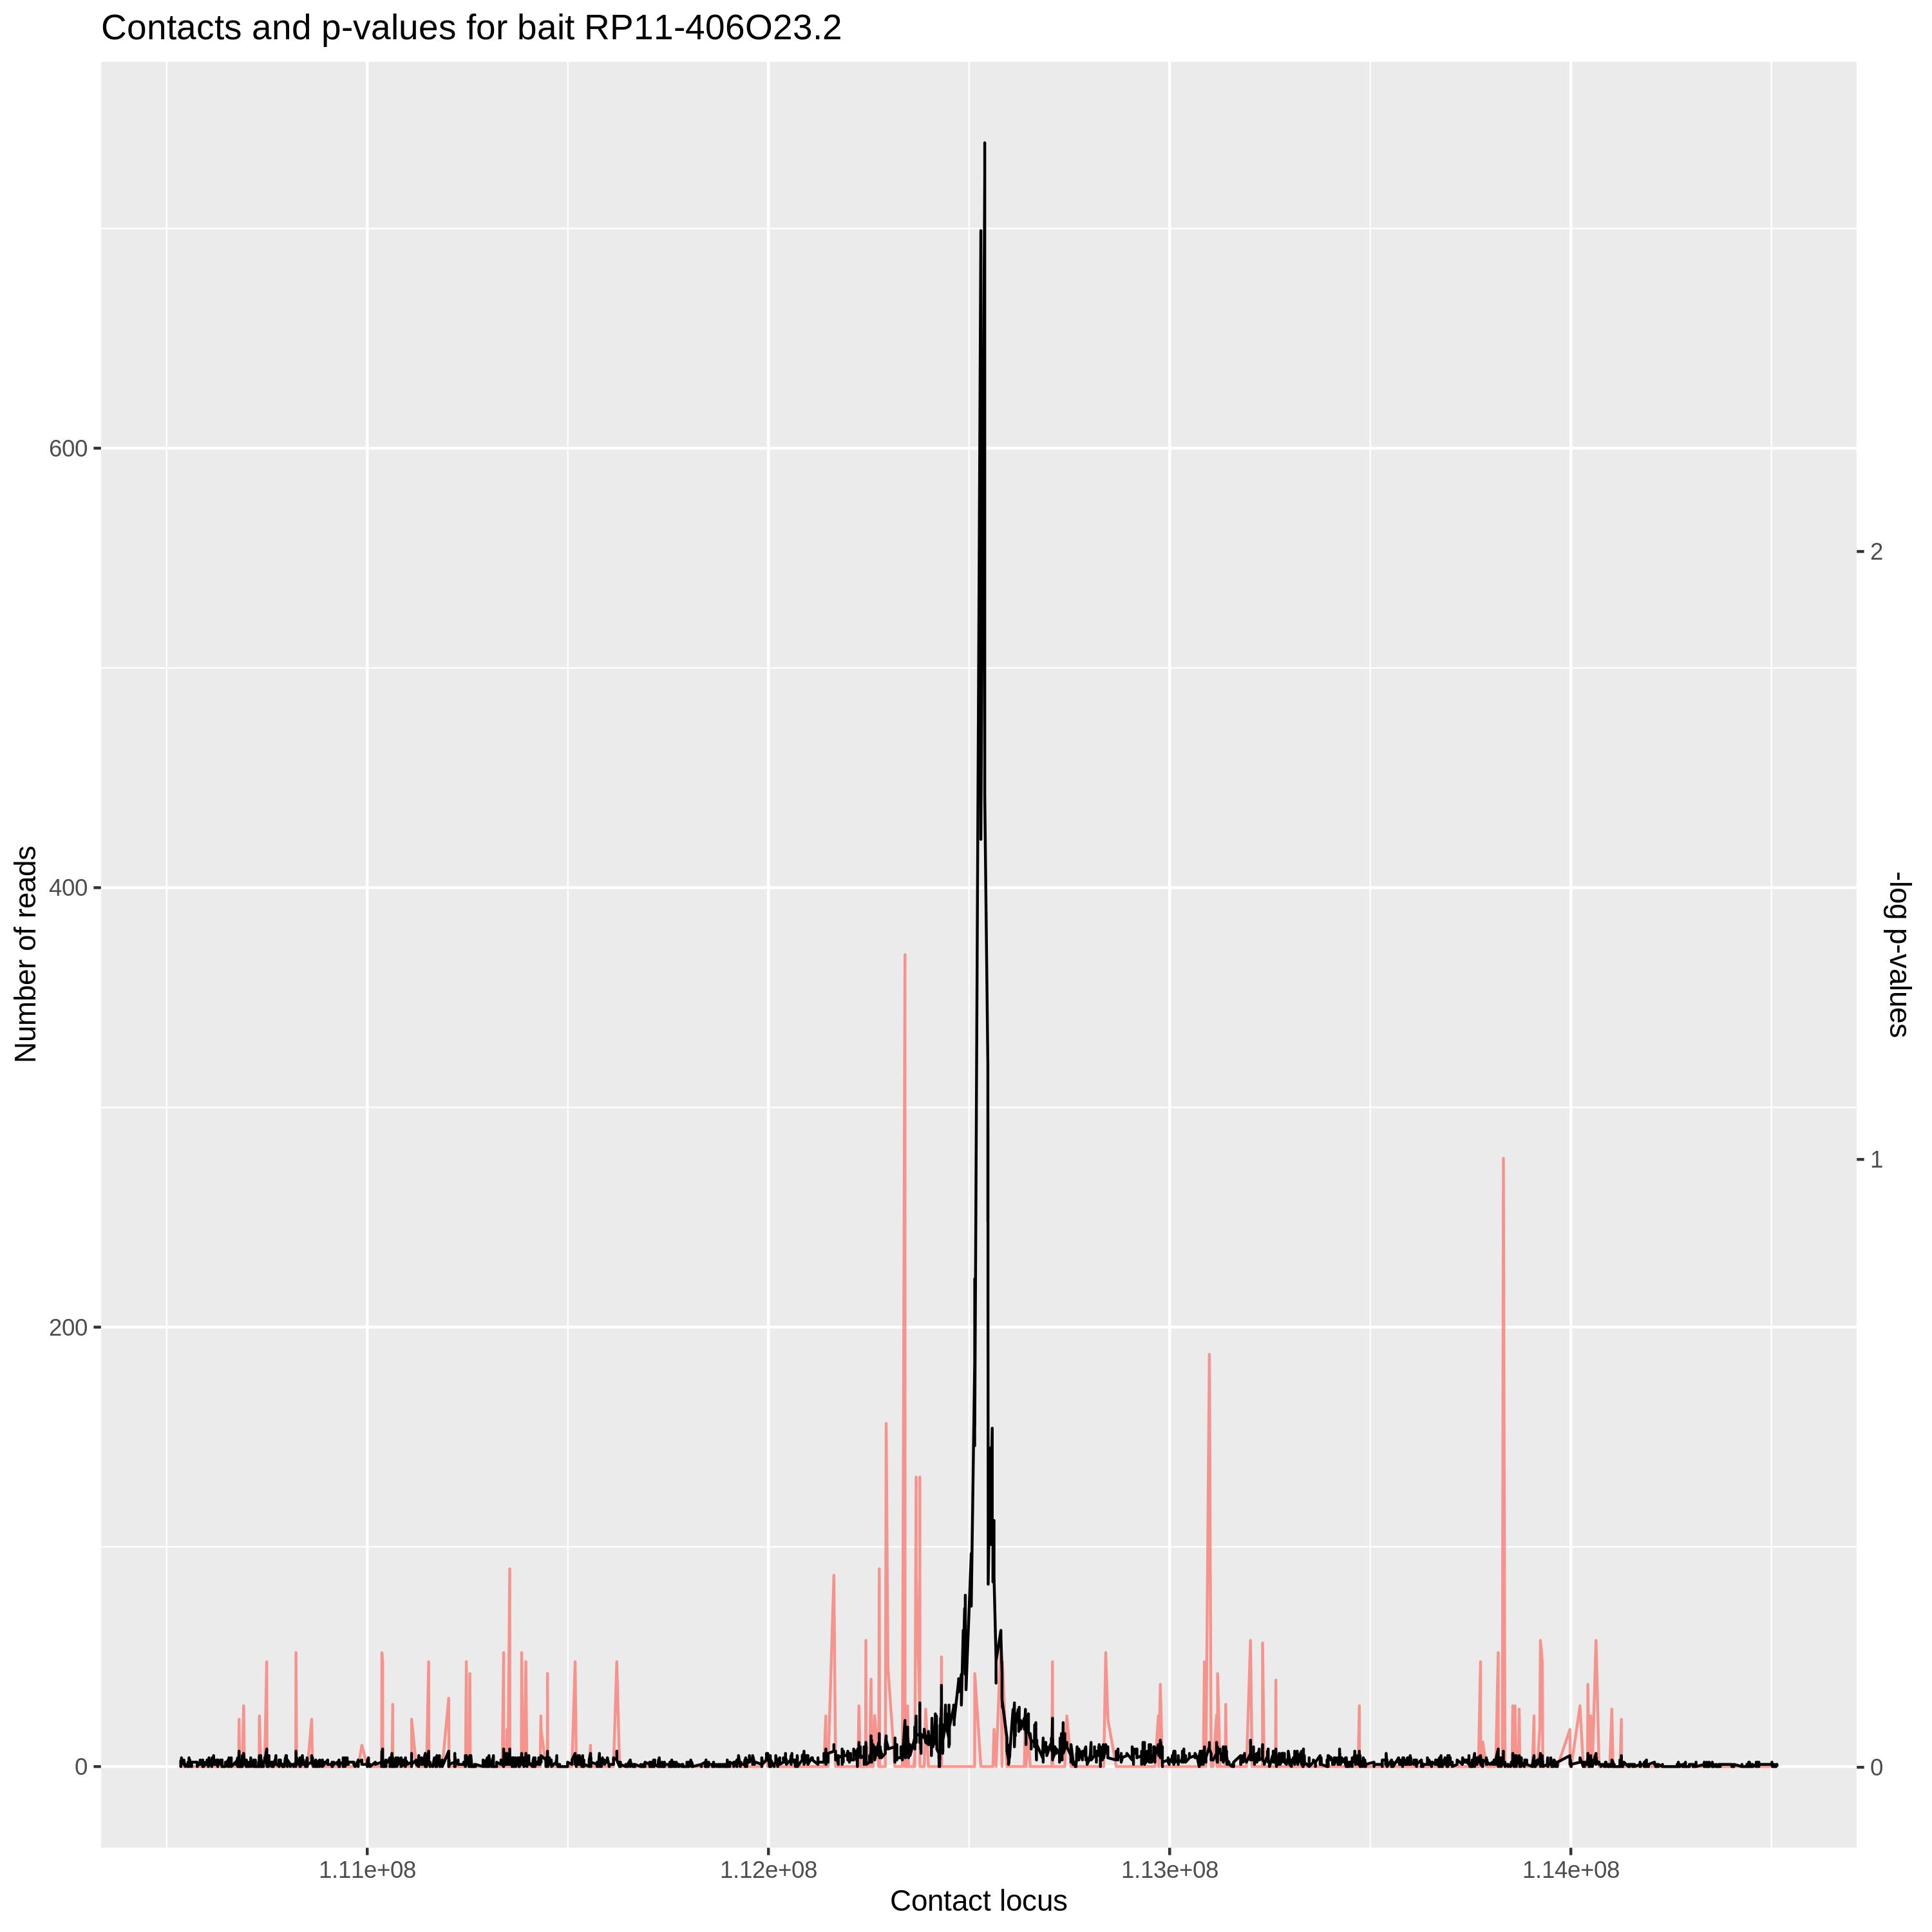 Contacts and p-values for bait RP11-406O23.2
600
400
200
0
2
1
0
Number of reads
-log p-values
1.11e+08
1.12e+08
1.13e+08
1.14e+08
Contact locus